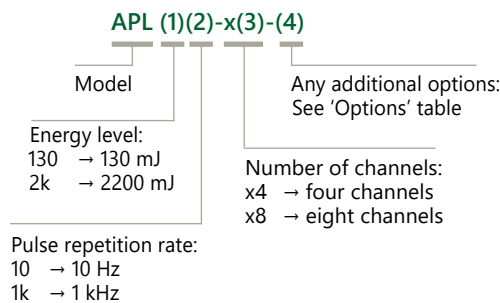 APL (1)(2)-x(3)-(4)
Model
Any additional options:
See ‘Options’ table
Energy level:
130 → 130 mJ
2k → 2200 mJ
Number of channels:
x4 → four channels
x8 → eight channels
Pulse repetition rate:
10 → 10 Hz
1k → 1 kHz